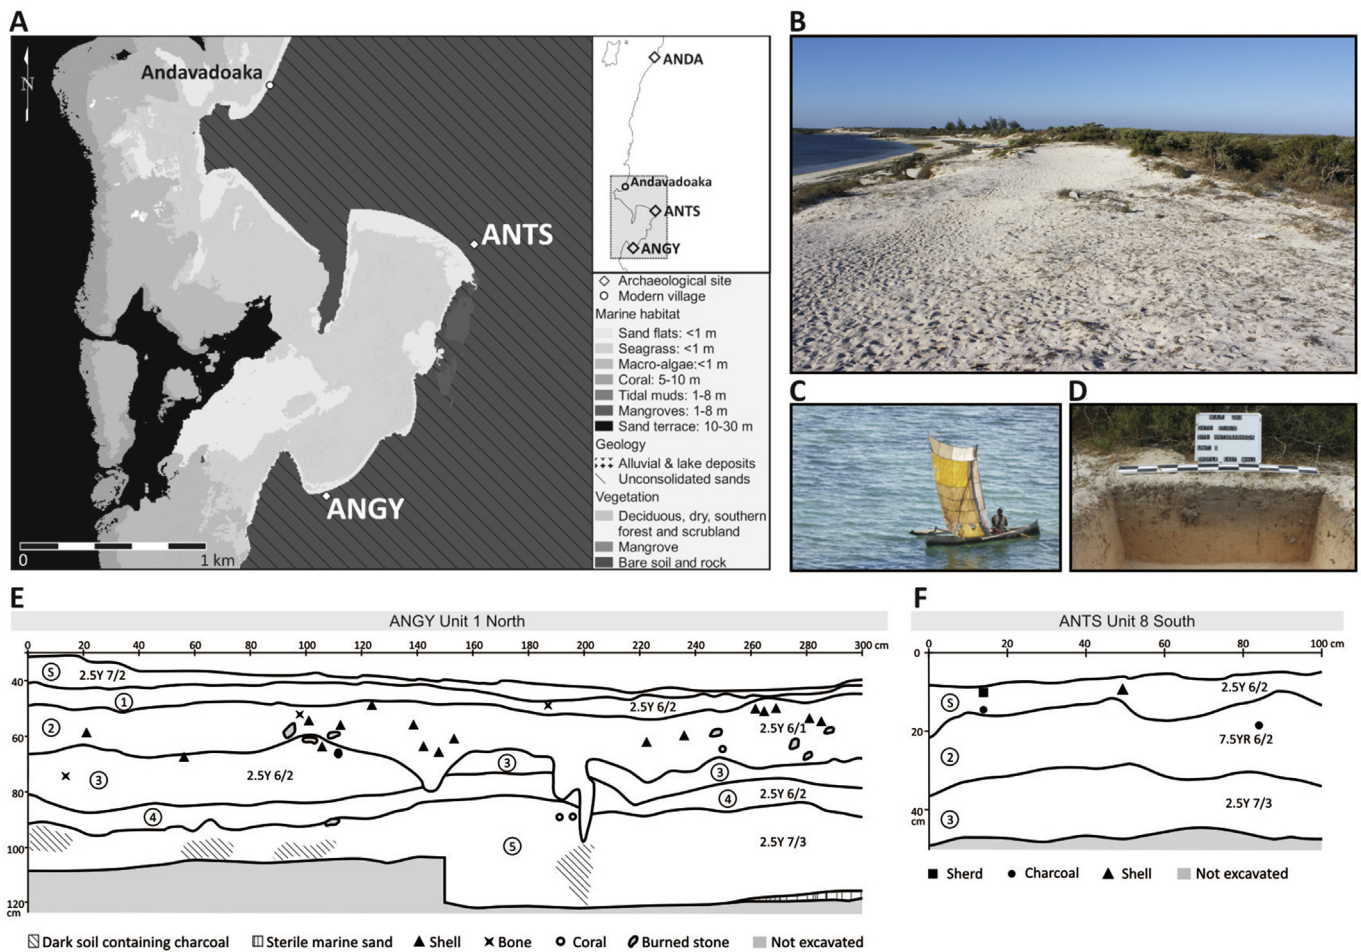 A
Andavadoaka
N
ANTS
ANGY
0
1 km
4
ANDA
Andavadoaka
ANTS
ANGY
Archaeological site
Modern village
Marine habitat
Sand flats: <1 m
Seagrass: <1 m
Macro-algae:<1 m
Coral: 5-10 m
Tidal muds: 1-8 m
Mangroves: 1-8 m
Sand terrace: 10-30 m
Geology
Alluvial & lake deposits
Unconsolidated sands
Vegetation
Deciduous, dry, southern
forest and scrubland
Mangrove
Bare soil and rock
B
C
D
E
ANGY Unit 1 North
0 20 40 60 80 100 120 140 160 180 200 220 240 260 280 300 cm
40
60
80
100
120
cm
S 2.5Y 7/2
1 2.5Y 6/2
2 2.5Y 6/1
3 2.5Y 6/2 3 3
2.5Y 6/2
4 4
5 2.5Y 7/3
Dark soil containing charcoal Sterile marine sand Shell Bone Coral Burned stone Not excavated
F
ANTS Unit 8 South
0 20 40 60 80 100 cm
0
20
40
cm
S 2.5Y 6/2
7.5YR 6/2
2
2.5Y 7/3
3
Sherd Charcoal Shell Not excavated